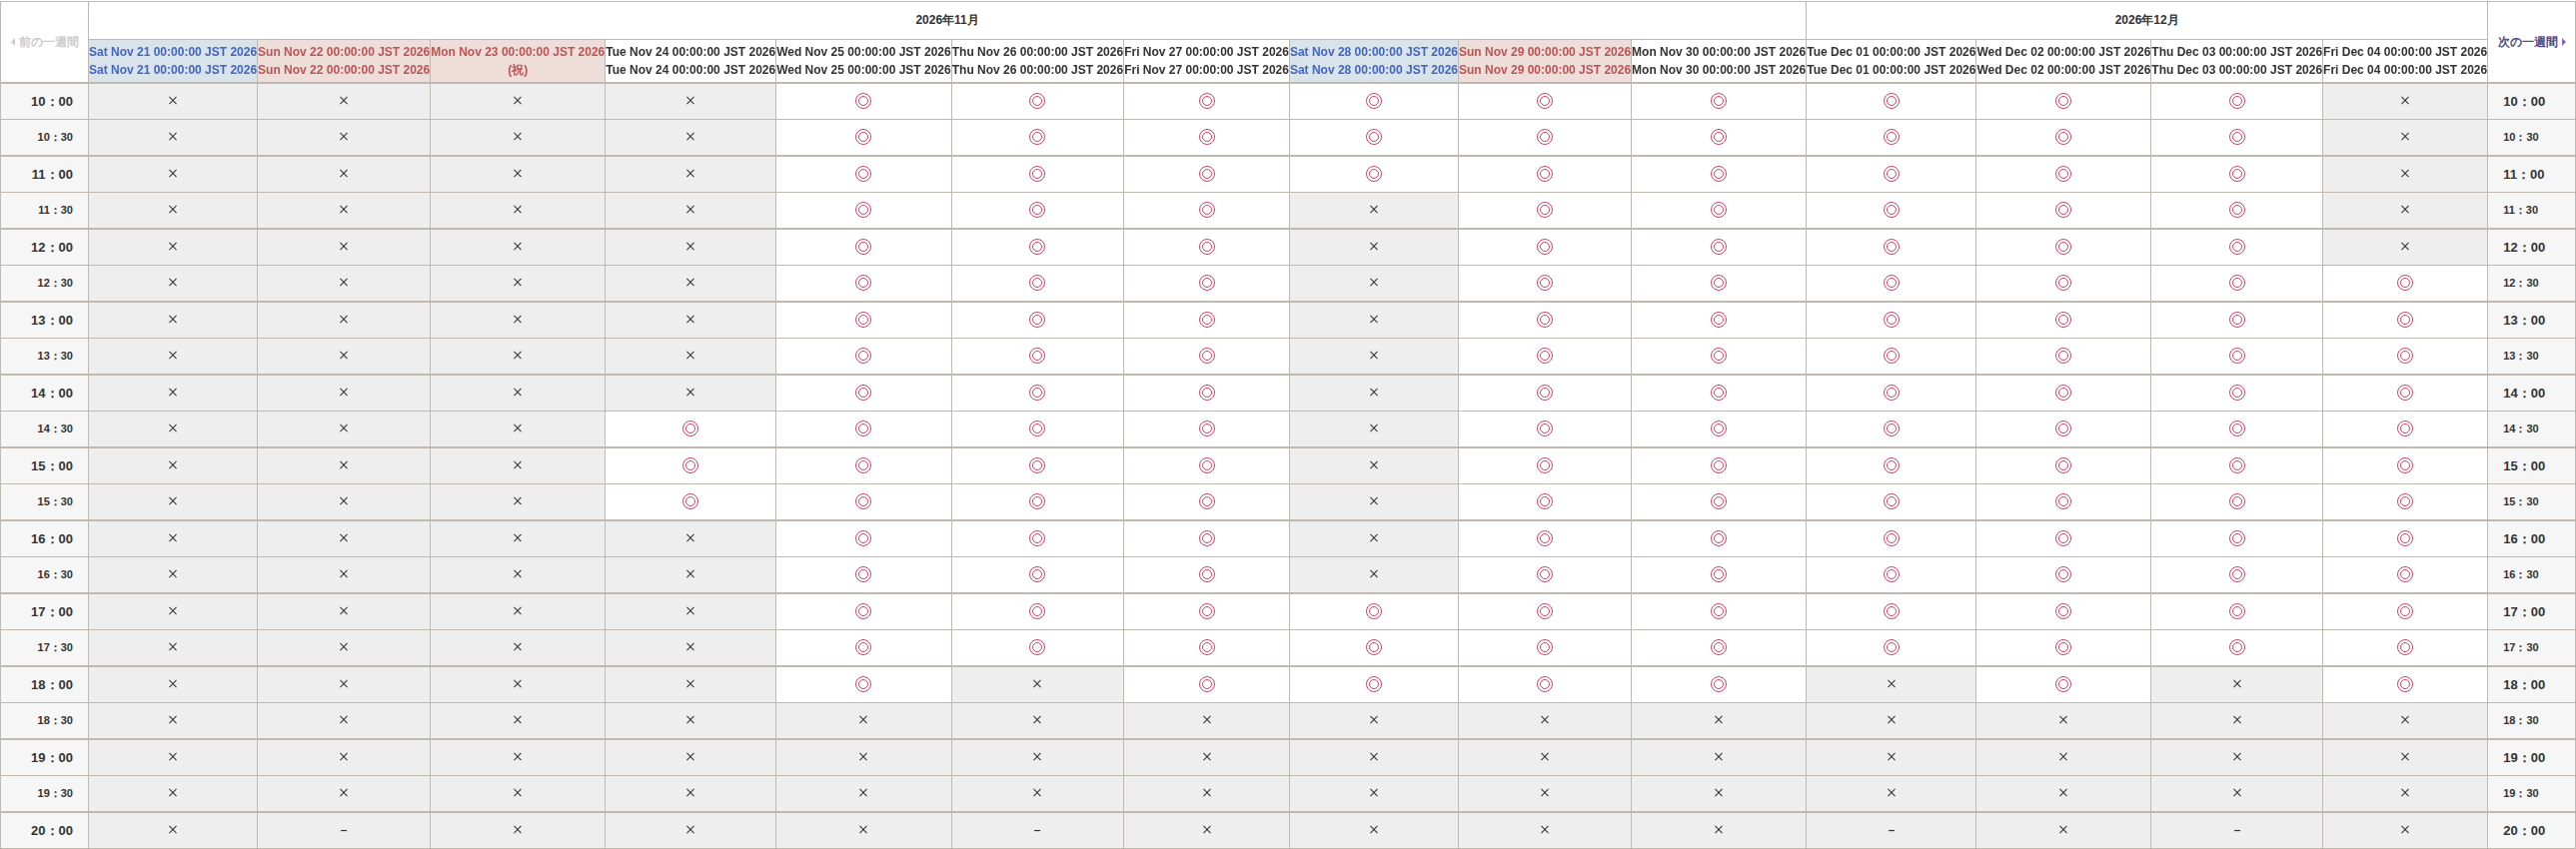 前の一週間 2026年11月 2026年12月 次の一週間
Sat Nov 21 00:00:00 JST 2026 Sun Nov 22 00:00:00 JST 2026 Mon Nov 23 00:00:00 JST 2026 Tue Nov 24 00:00:00 JST 2026 Wed Nov 25 00:00:00 JST 2026 Thu Nov 26 00:00:00 JST 2026 Fri Nov 27 00:00:00 JST 2026 Sat Nov 28 00:00:00 JST 2026 Sun Nov 29 00:00:00 JST 2026 Mon Nov 30 00:00:00 JST 2026 Tue Dec 01 00:00:00 JST 2026 Wed Dec 02 00:00:00 JST 2026 Thu Dec 03 00:00:00 JST 2026 Fri Dec 04 00:00:00 JST 2026
Sat Nov 21 00:00:00 JST 2026 Sun Nov 22 00:00:00 JST 2026 (祝) Tue Nov 24 00:00:00 JST 2026 Wed Nov 25 00:00:00 JST 2026 Thu Nov 26 00:00:00 JST 2026 Fri Nov 27 00:00:00 JST 2026 Sat Nov 28 00:00:00 JST 2026 Sun Nov 29 00:00:00 JST 2026 Mon Nov 30 00:00:00 JST 2026 Tue Dec 01 00:00:00 JST 2026 Wed Dec 02 00:00:00 JST 2026 Thu Dec 03 00:00:00 JST 2026 Fri Dec 04 00:00:00 JST 2026
10：00 × × × × ◎ ◎ ◎ ◎ ◎ ◎ ◎ ◎ ◎ × 10：00
10：30 × × × × ◎ ◎ ◎ ◎ ◎ ◎ ◎ ◎ ◎ × 10：30
11：00 × × × × ◎ ◎ ◎ ◎ ◎ ◎ ◎ ◎ ◎ × 11：00
11：30 × × × × ◎ ◎ ◎ × ◎ ◎ ◎ ◎ ◎ × 11：30
12：00 × × × × ◎ ◎ ◎ × ◎ ◎ ◎ ◎ ◎ × 12：00
12：30 × × × × ◎ ◎ ◎ × ◎ ◎ ◎ ◎ ◎ ◎ 12：30
13：00 × × × × ◎ ◎ ◎ × ◎ ◎ ◎ ◎ ◎ ◎ 13：00
13：30 × × × × ◎ ◎ ◎ × ◎ ◎ ◎ ◎ ◎ ◎ 13：30
14：00 × × × × ◎ ◎ ◎ × ◎ ◎ ◎ ◎ ◎ ◎ 14：00
14：30 × × × ◎ ◎ ◎ ◎ × ◎ ◎ ◎ ◎ ◎ ◎ 14：30
15：00 × × × ◎ ◎ ◎ ◎ × ◎ ◎ ◎ ◎ ◎ ◎ 15：00
15：30 × × × ◎ ◎ ◎ ◎ × ◎ ◎ ◎ ◎ ◎ ◎ 15：30
16：00 × × × × ◎ ◎ ◎ × ◎ ◎ ◎ ◎ ◎ ◎ 16：00
16：30 × × × × ◎ ◎ ◎ × ◎ ◎ ◎ ◎ ◎ ◎ 16：30
17：00 × × × × ◎ ◎ ◎ ◎ ◎ ◎ ◎ ◎ ◎ ◎ 17：00
17：30 × × × × ◎ ◎ ◎ ◎ ◎ ◎ ◎ ◎ ◎ ◎ 17：30
18：00 × × × × ◎ × ◎ ◎ ◎ ◎ × ◎ × ◎ 18：00
18：30 × × × × × × × × × × × × × × 18：30
19：00 × × × × × × × × × × × × × × 19：00
19：30 × × × × × × × × × × × × × × 19：30
20：00 × − × × × − × × × × − × − × 20：00